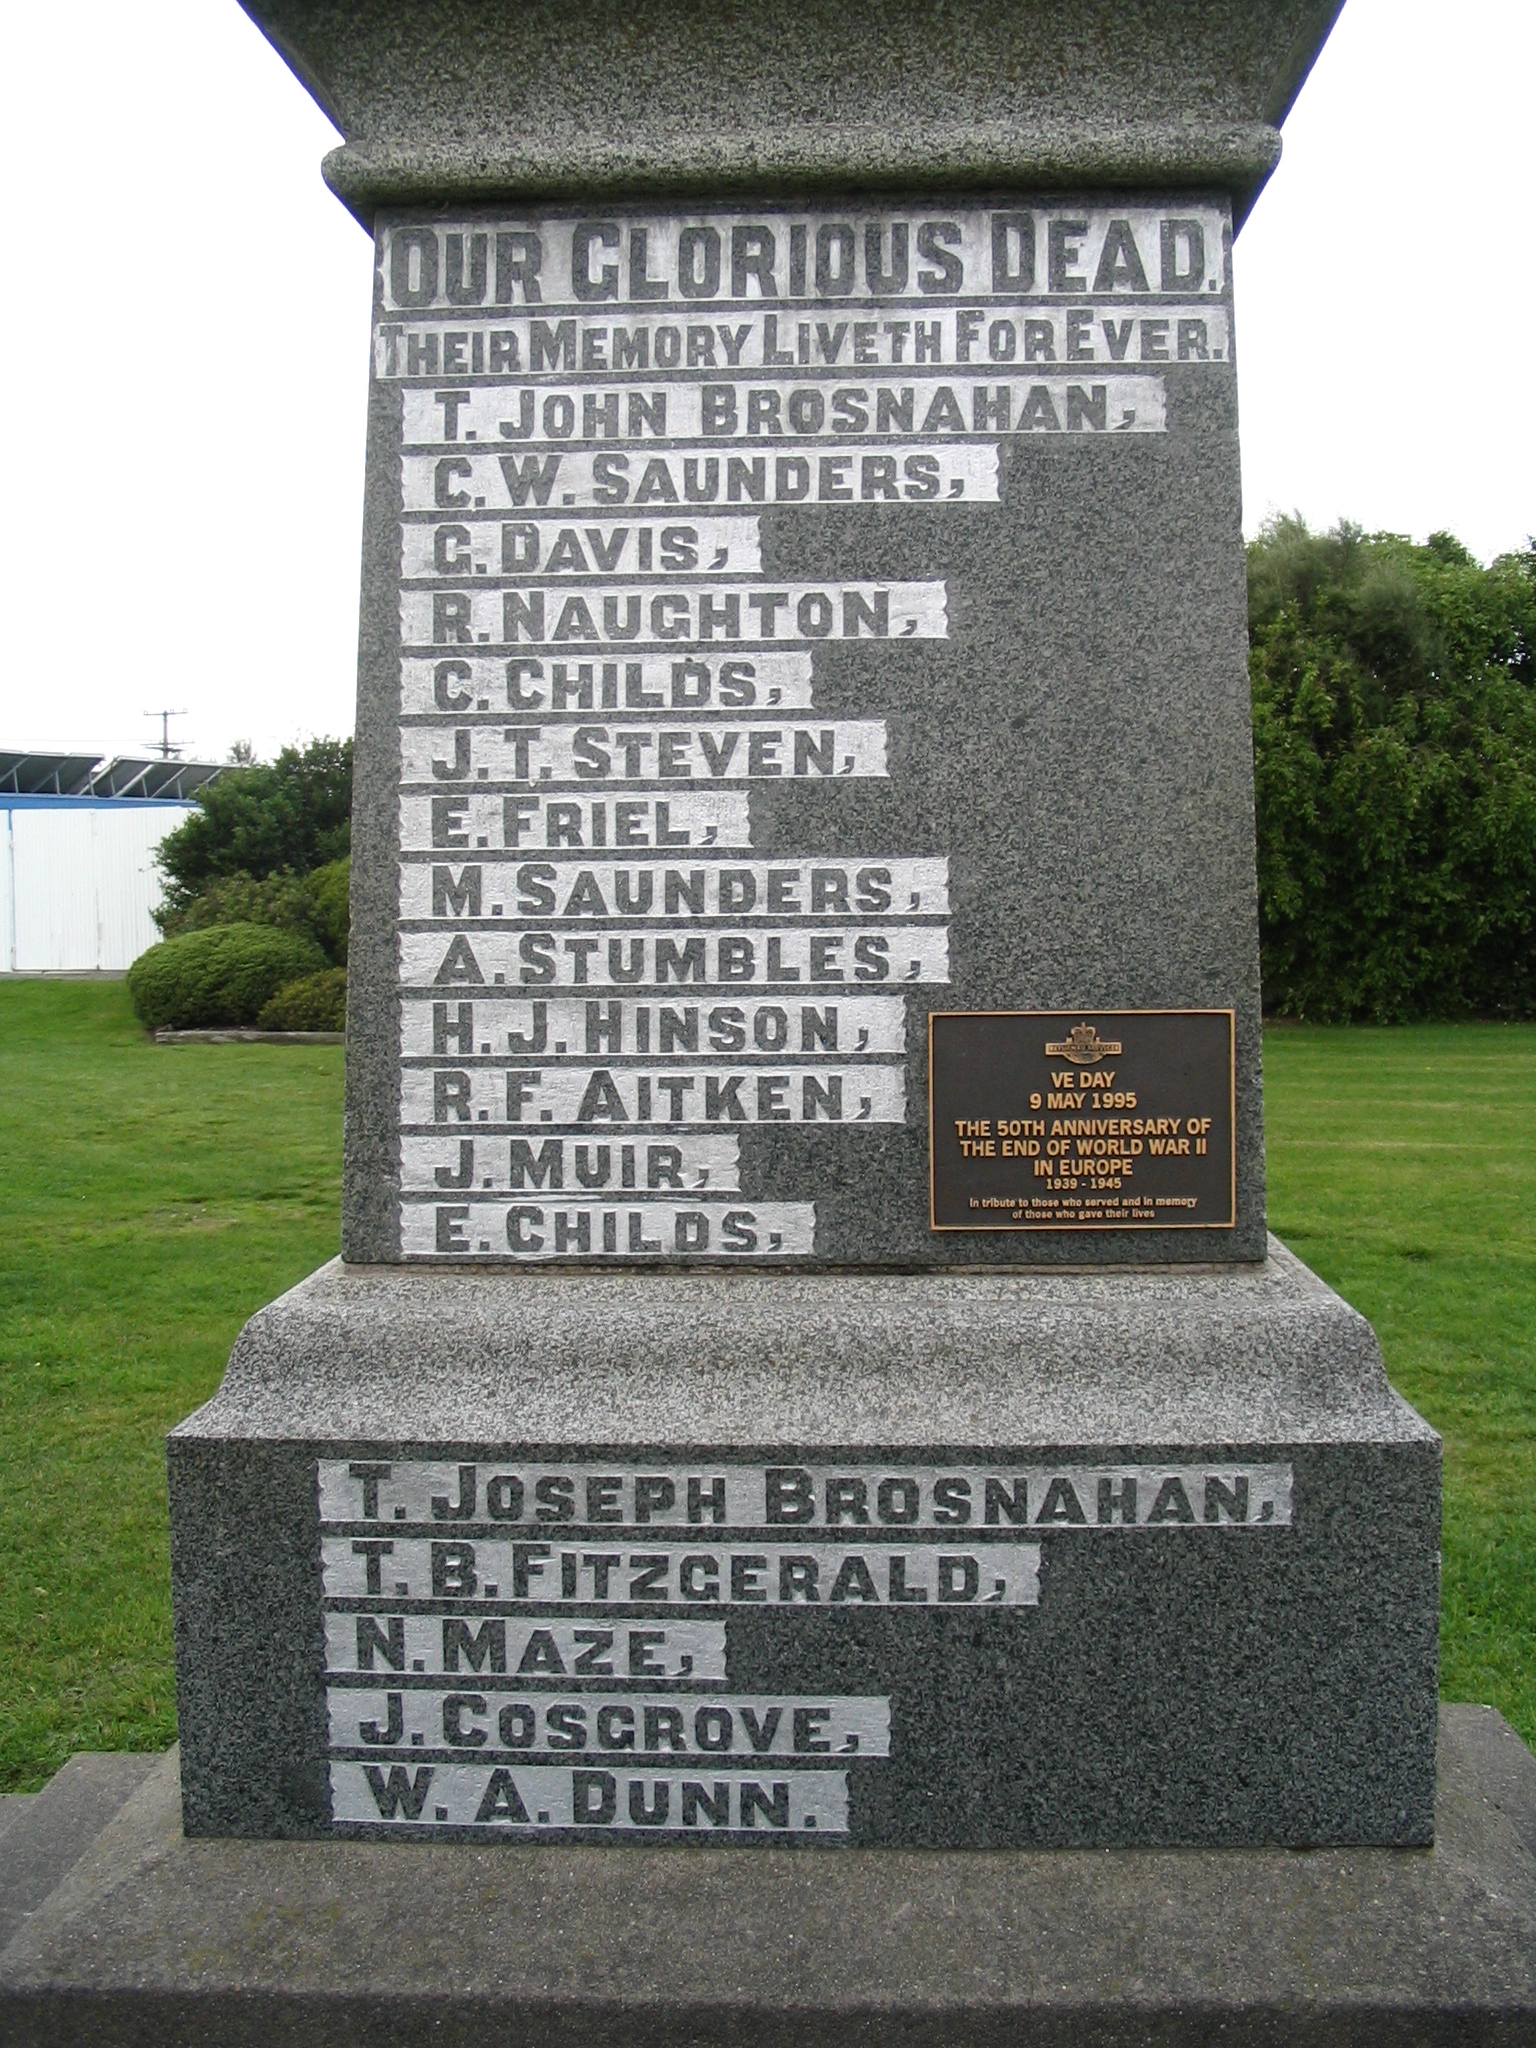 OUR GLORIOUS DEAD.
THEIR MEMORY LIVETH FOR EVER.
T. JOHN BROSNAHAN,
C. W. SAUNDERS,
G. DAVIS,
R. NAUGHTON,
C. CHILDS,
J. T. STEVEN,
E. FRIEL,
M. SAUNDERS,
A. STUMBLES,
H. J. HINSON,
R. F. AITKEN,
J. MUIR,
E. CHILDS,
VE DAY
9 MAY 1995
THE 50TH ANNIVERSARY OF
THE END OF WORLD WAR II
IN EUROPE
1939 - 1945
In tribute to those who served and in memory
of those who gave their lives
T. JOSEPH BROSNAHAN,
T. B. FITZGERALD,
N. MAZE,
J. COSGROVE,
W. A. DUNN.